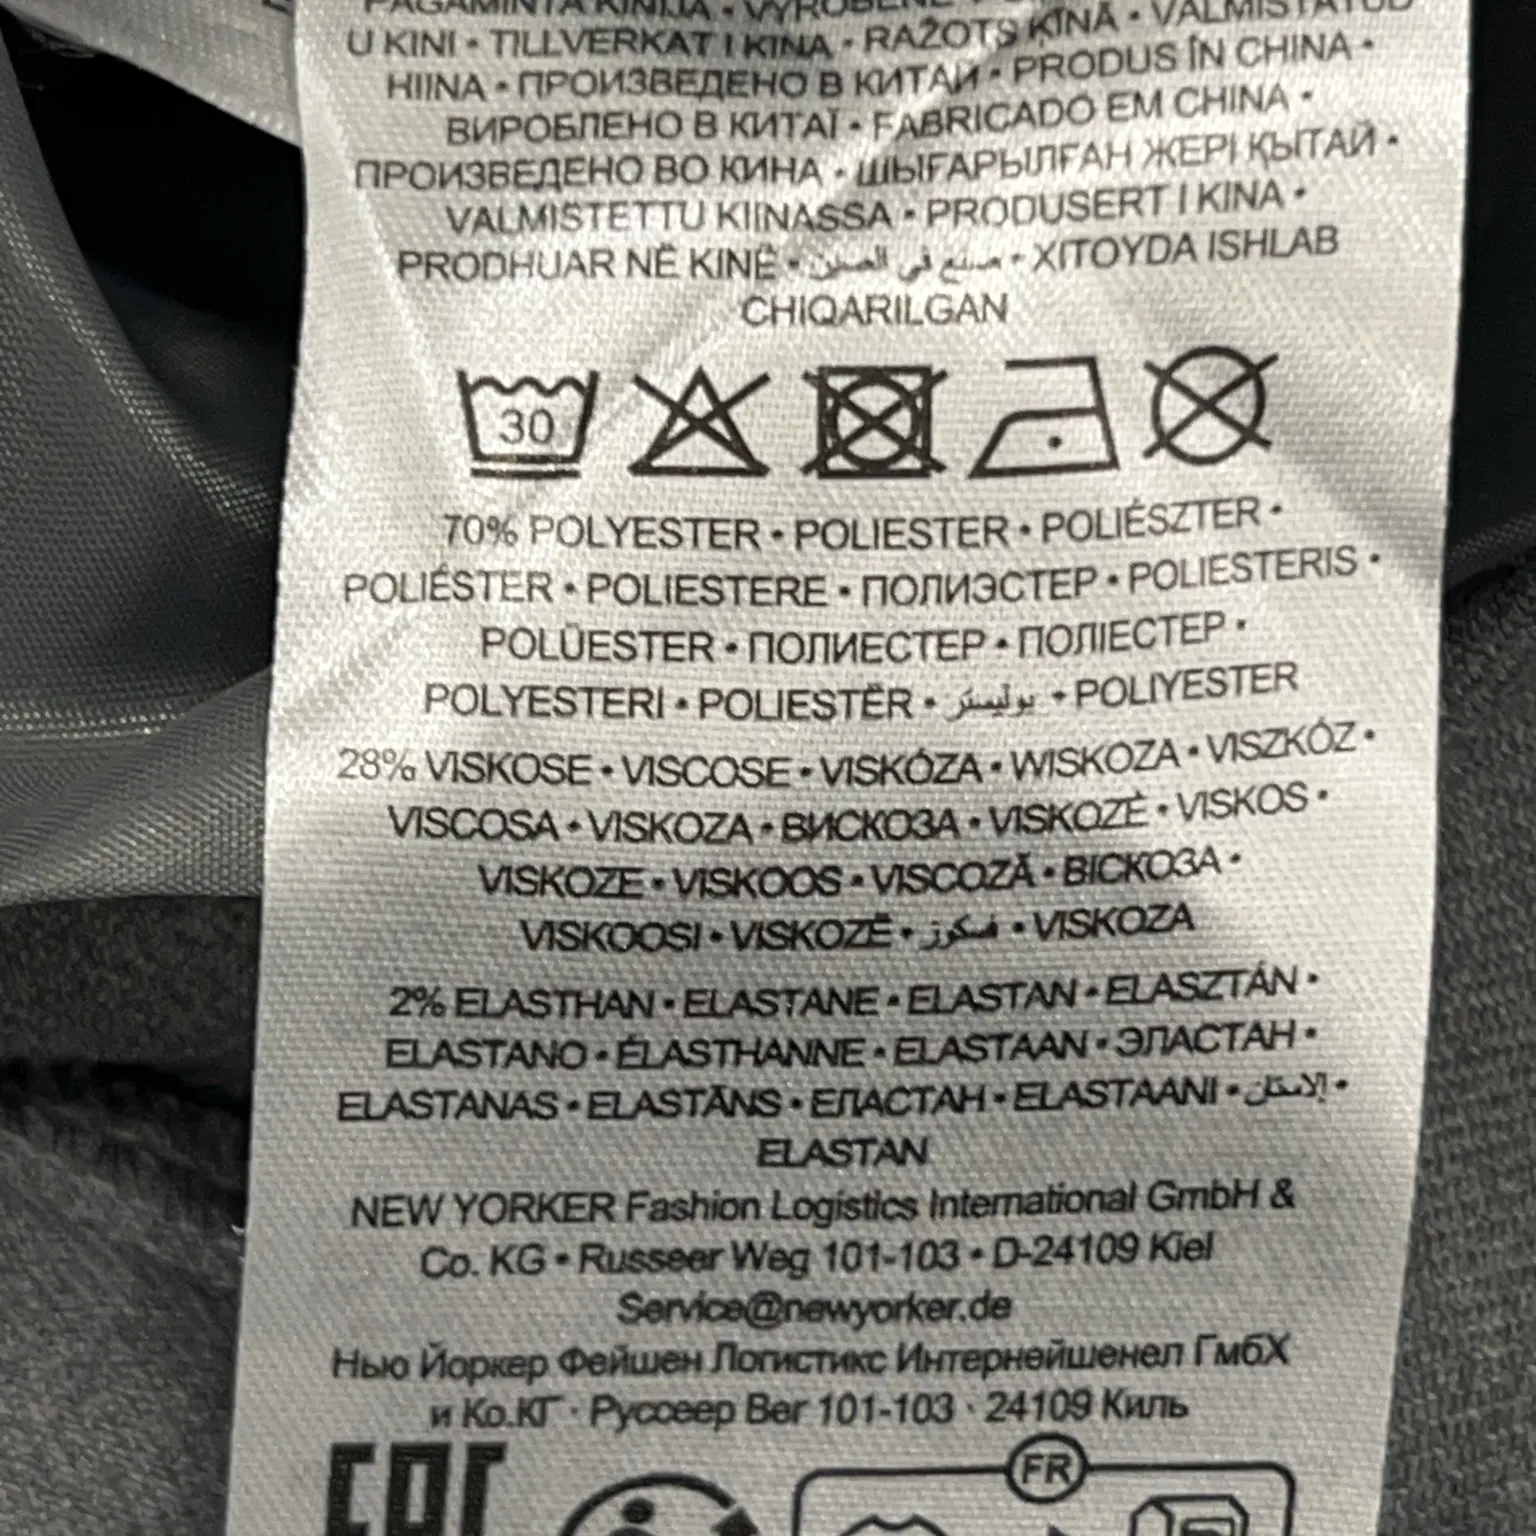 PAGAMINTA KINIJA •
U KINI • TILLVERKAT I KINA • RAŽOTS ĶĪNĀ • VALMISTATUD
HIINA • ПРОИЗВЕДЕНО В КИТАЙ • PRODUS ÎN CHINA •
ВИРОБЛЕНО В КИТАЇ • FABRICADO EM CHINA •
ПРОИЗВЕДЕНО ВО КИНА • ШЫҒАРЫЛҒАН ЖЕРІ ҚЫТАЙ •
VALMISTETTU KIINASSA • PRODUSERT I KINA •
PRODHUAR NË KINË • صنع في الصين • XITOYDA ISHLAB
CHIQARILGAN
30
70% POLYESTER • POLIESTER • POLIÉSZTER •
POLIÉSTER • POLIESTERE • ПОЛИЭСТЕР • POLIESTERIS •
POLÜESTER • ПОЛИЕСТЕР • ПОЛІЕСТЕР •
POLYESTERI • POLIESTËR • بوليستر • POLIYESTER
28% VISKOSE • VISCOSE • VISKÓZA • WISKOZA • VISZKÓZ •
VISCOSA • VISKOZA • ВИСКОЗА • VISKOZĖ • VISKOS •
VISKOZE • VISKOOS • VISCOZĂ • ВІСКОЗА •
VISKOOSI • VISKOZË • فسكوز • VISKOZA
2% ELASTHAN • ELASTANE • ELASTAN • ELASZTÁN •
ELASTANO • ÉLASTHANNE • ELASTAAN • ЭЛАСТАН •
ELASTANAS • ELASTĀNS • ЕЛАСТАН • ELASTAANI • الاستان •
ELASTAN
NEW YORKER Fashion Logistics International GmbH &
Co. KG • Russeer Weg 101-103 • D-24109 Kiel
Service@newyorker.de
Нью Йоркер Фейшен Логистикс Интернейшенел ГмбХ
и Ко.КГ · Руссеер Вег 101-103 · 24109 Киль
EAC
FR